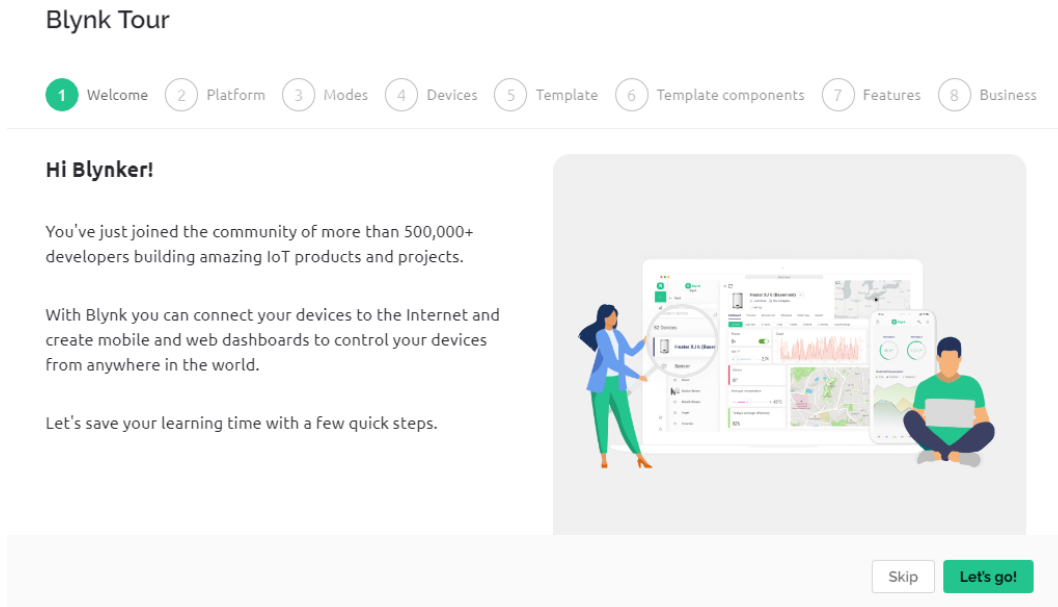 Blynk Tour
1 Welcome 2 Platform 3 Modes 4 Devices 5 Template 6 Template components 7 Features 8 Business
Hi Blynker!
You've just joined the community of more than 500,000+
developers building amazing IoT products and projects.
With Blynk you can connect your devices to the Internet and
create mobile and web dashboards to control your devices
from anywhere in the world.
Let's save your learning time with a few quick steps.
62 Devices
Skip Let's go!